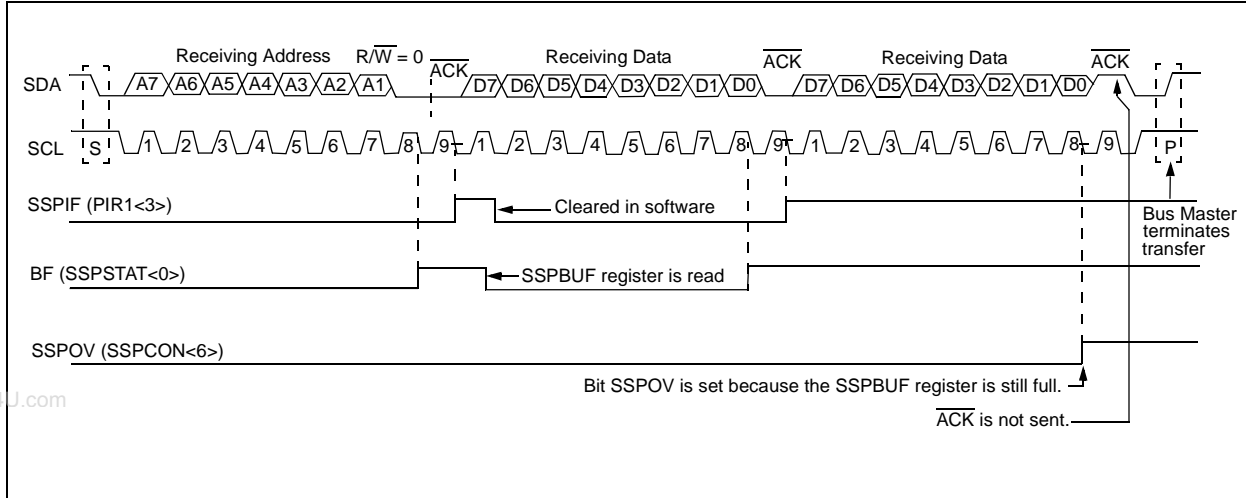 Receiving Address R/W̅ = 0 A̅C̅K̅ Receiving Data A̅C̅K̅ Receiving Data A̅C̅K̅
SDA A7 A6 A5 A4 A3 A2 A1 D7 D6 D5 D4 D3 D2 D1 D0 D7 D6 D5 D4 D3 D2 D1 D0
SCL S 1 2 3 4 5 6 7 8 9 1 2 3 4 5 6 7 8 9 1 2 3 4 5 6 7 8 9 P
SSPIF (PIR1<3>) Cleared in software
Bus Master
terminates
transfer
BF (SSPSTAT<0>) SSPBUF register is read
SSPOV (SSPCON<6>)
Bit SSPOV is set because the SSPBUF register is still full.
A̅C̅K̅ is not sent.
U.com